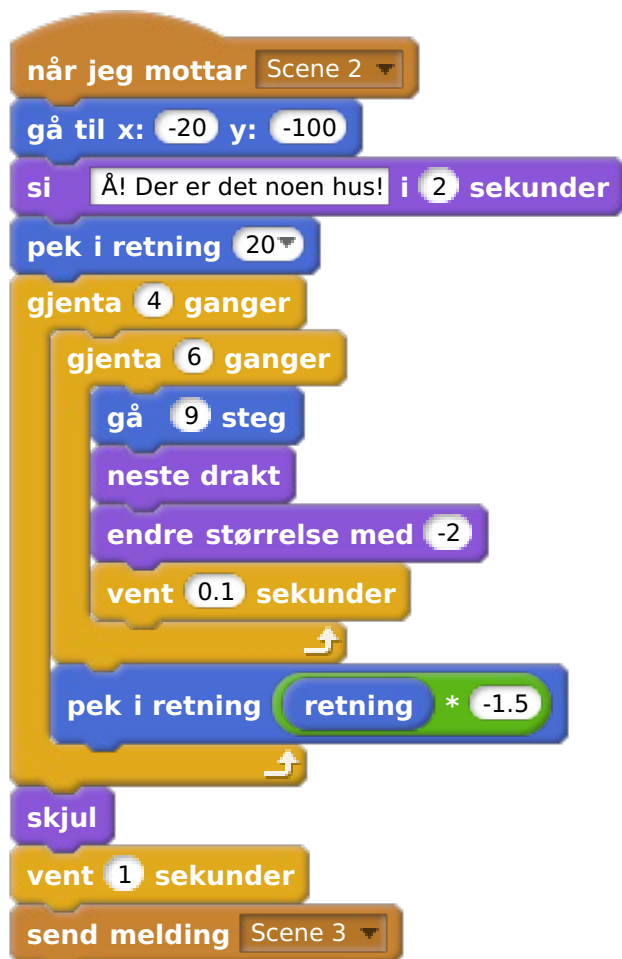 når jeg mottar Scene 2
gå til x: -20 y: -100
si Å! Der er det noen hus! i 2 sekunder
pek i retning 20
gjenta 4 ganger
gjenta 6 ganger
gå 9 steg
neste drakt
endre størrelse med -2
vent 0.1 sekunder
pek i retning retning * -1.5
skjul
vent 1 sekunder
send melding Scene 3